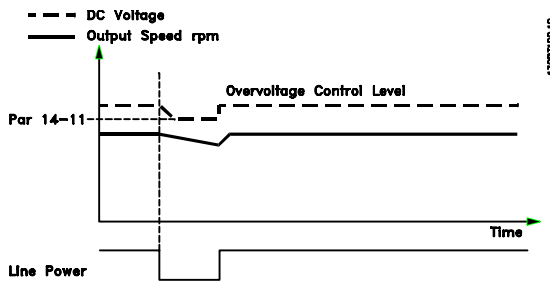 DC Voltage
Output Speed rpm
Overvoltage Control Level
Par 14-11
Time
Line Power